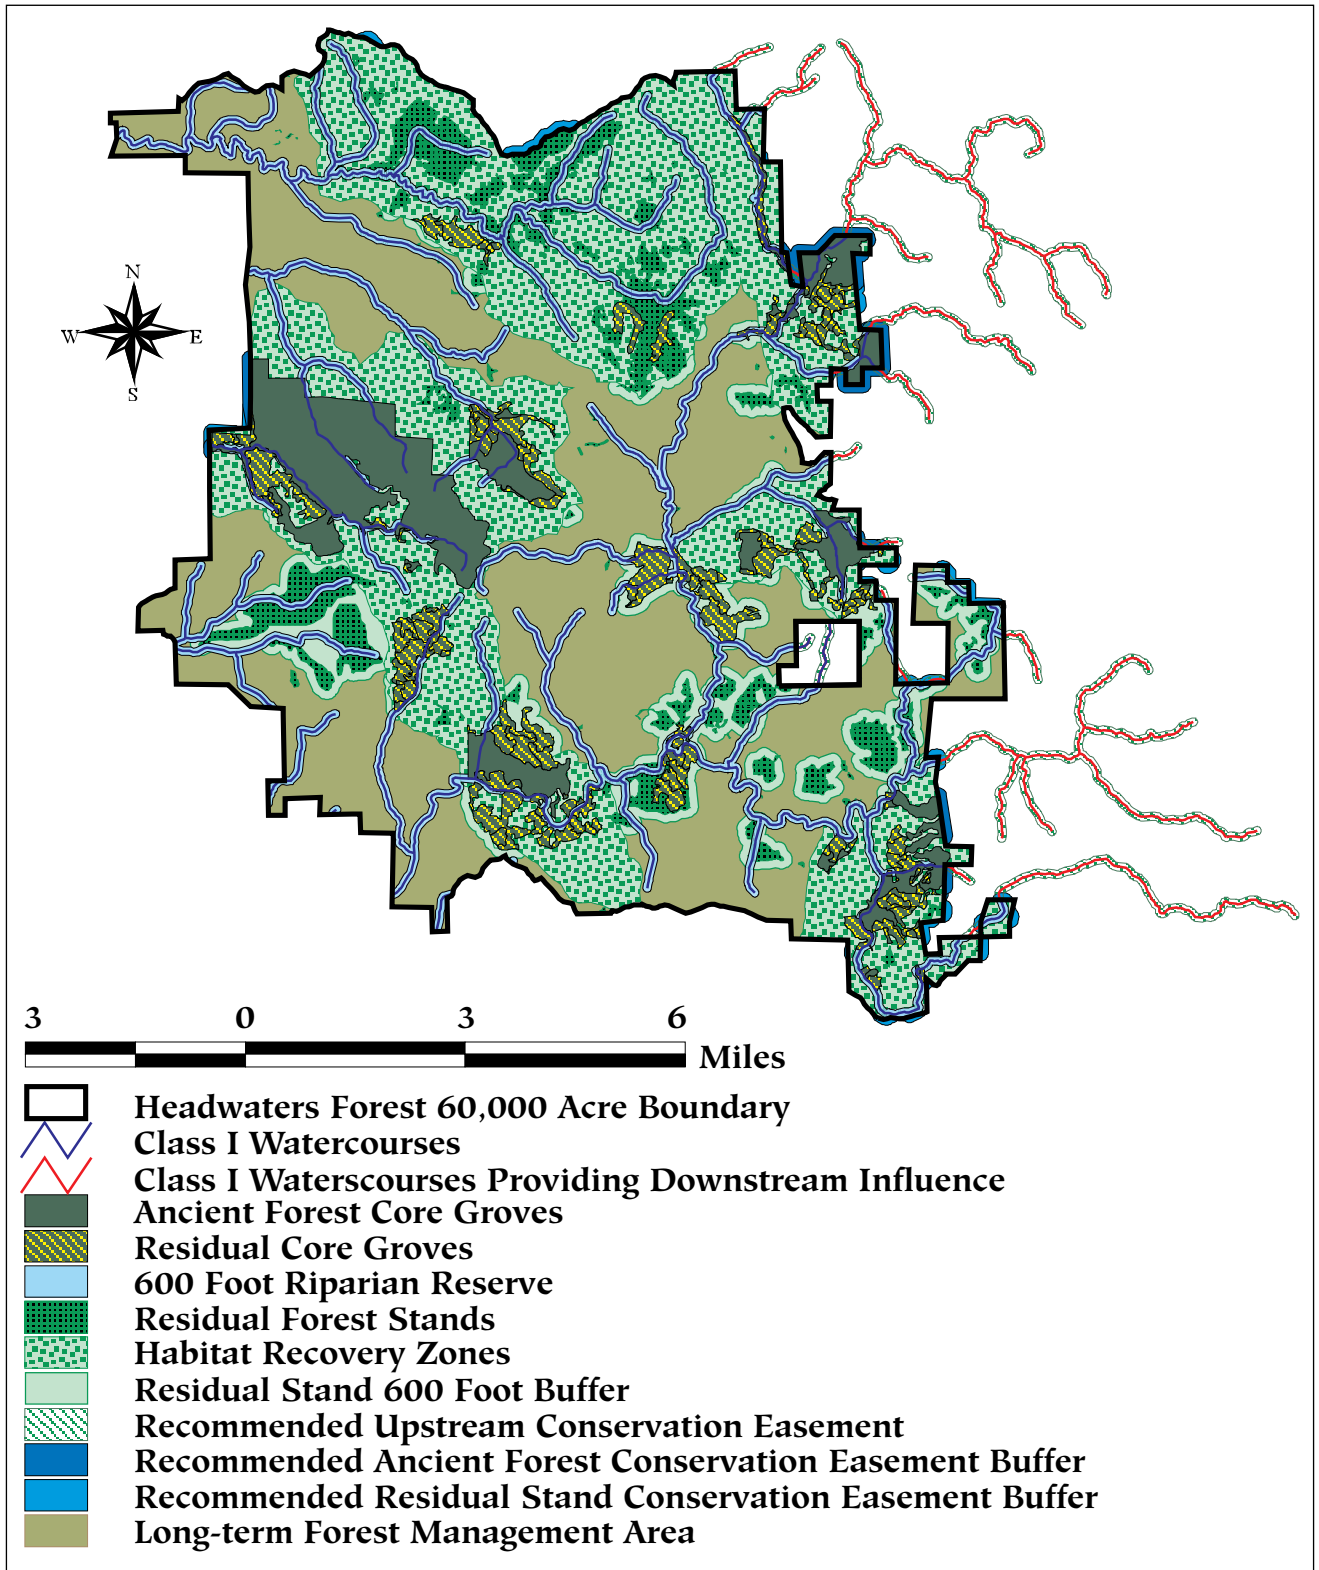 N
W E
S
3 0 3 6
Miles
Headwaters Forest 60,000 Acre Boundary
Class I Watercourses
Class I Waterscourses Providing Downstream Influence
Ancient Forest Core Groves
Residual Core Groves
600 Foot Riparian Reserve
Residual Forest Stands
Habitat Recovery Zones
Residual Stand 600 Foot Buffer
Recommended Upstream Conservation Easement
Recommended Ancient Forest Conservation Easement Buffer
Recommended Residual Stand Conservation Easement Buffer
Long-term Forest Management Area